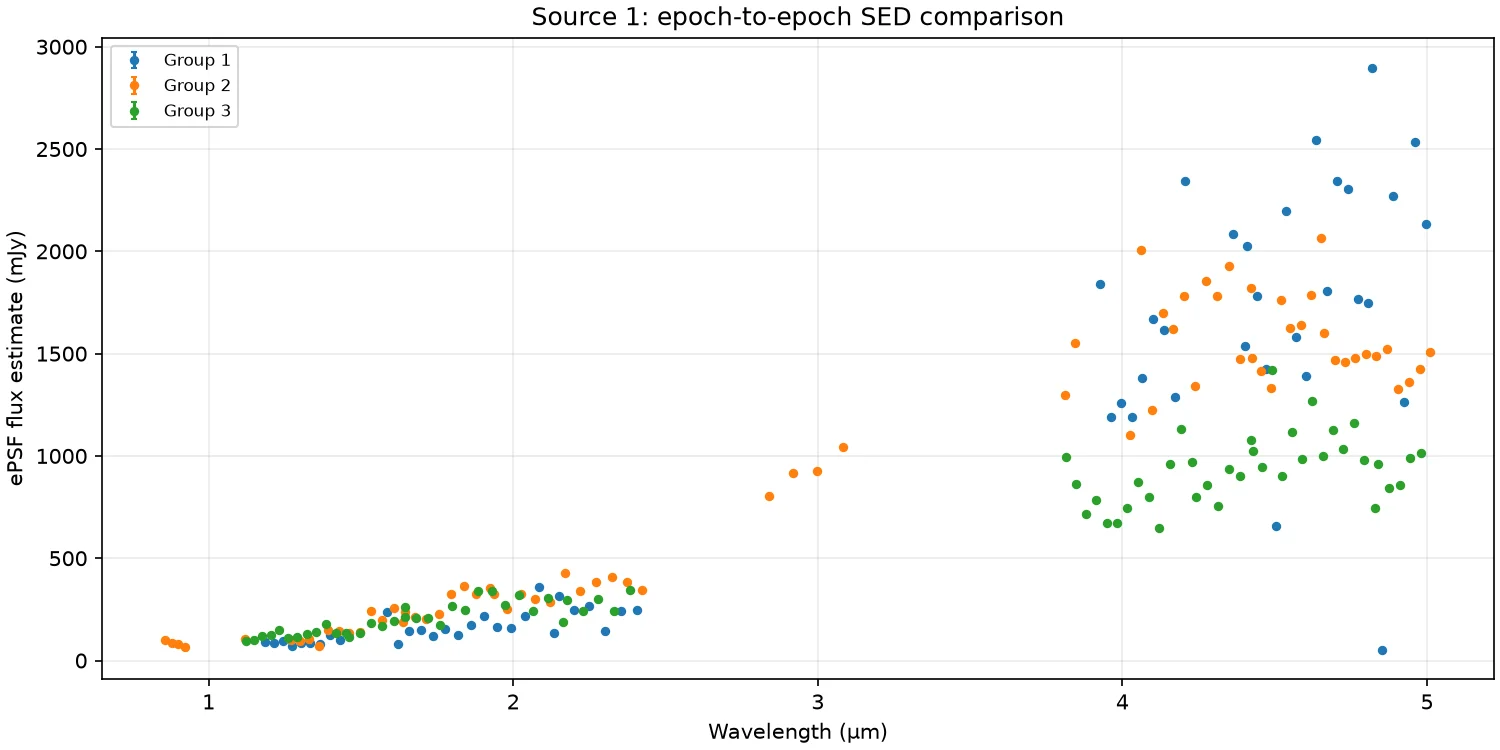 Source 1: epoch-to-epoch SED comparison
Group 1
Group 2
Group 3
ePSF flux estimate (mJy)
3000
2500
2000
1500
1000
500
0
1 2 3 4 5
Wavelength (µm)